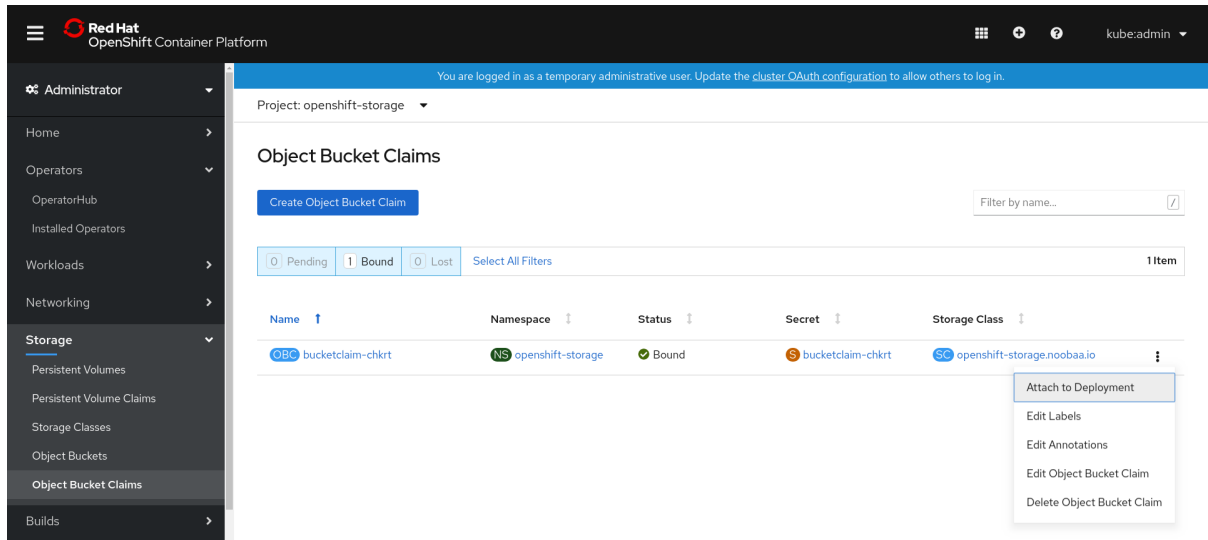 Red Hat
OpenShift Container Platform
kube:admin
Administrator
You are logged in as a temporary administrative user. Update the cluster OAuth configuration to allow others to log in.
Project: openshift-storage
Home
Operators
OperatorHub
Installed Operators
Workloads
Networking
Storage
Persistent Volumes
Persistent Volume Claims
Storage Classes
Object Buckets
Object Bucket Claims
Builds
Object Bucket Claims
Create Object Bucket Claim
Filter by name...
/
0 Pending 1 Bound 0 Lost Select All Filters 1 Item
Name Namespace Status Secret Storage Class
OBC bucketclaim-chkrt NS openshift-storage Bound S bucketclaim-chkrt SC openshift-storage.noobaa.io
Attach to Deployment
Edit Labels
Edit Annotations
Edit Object Bucket Claim
Delete Object Bucket Claim